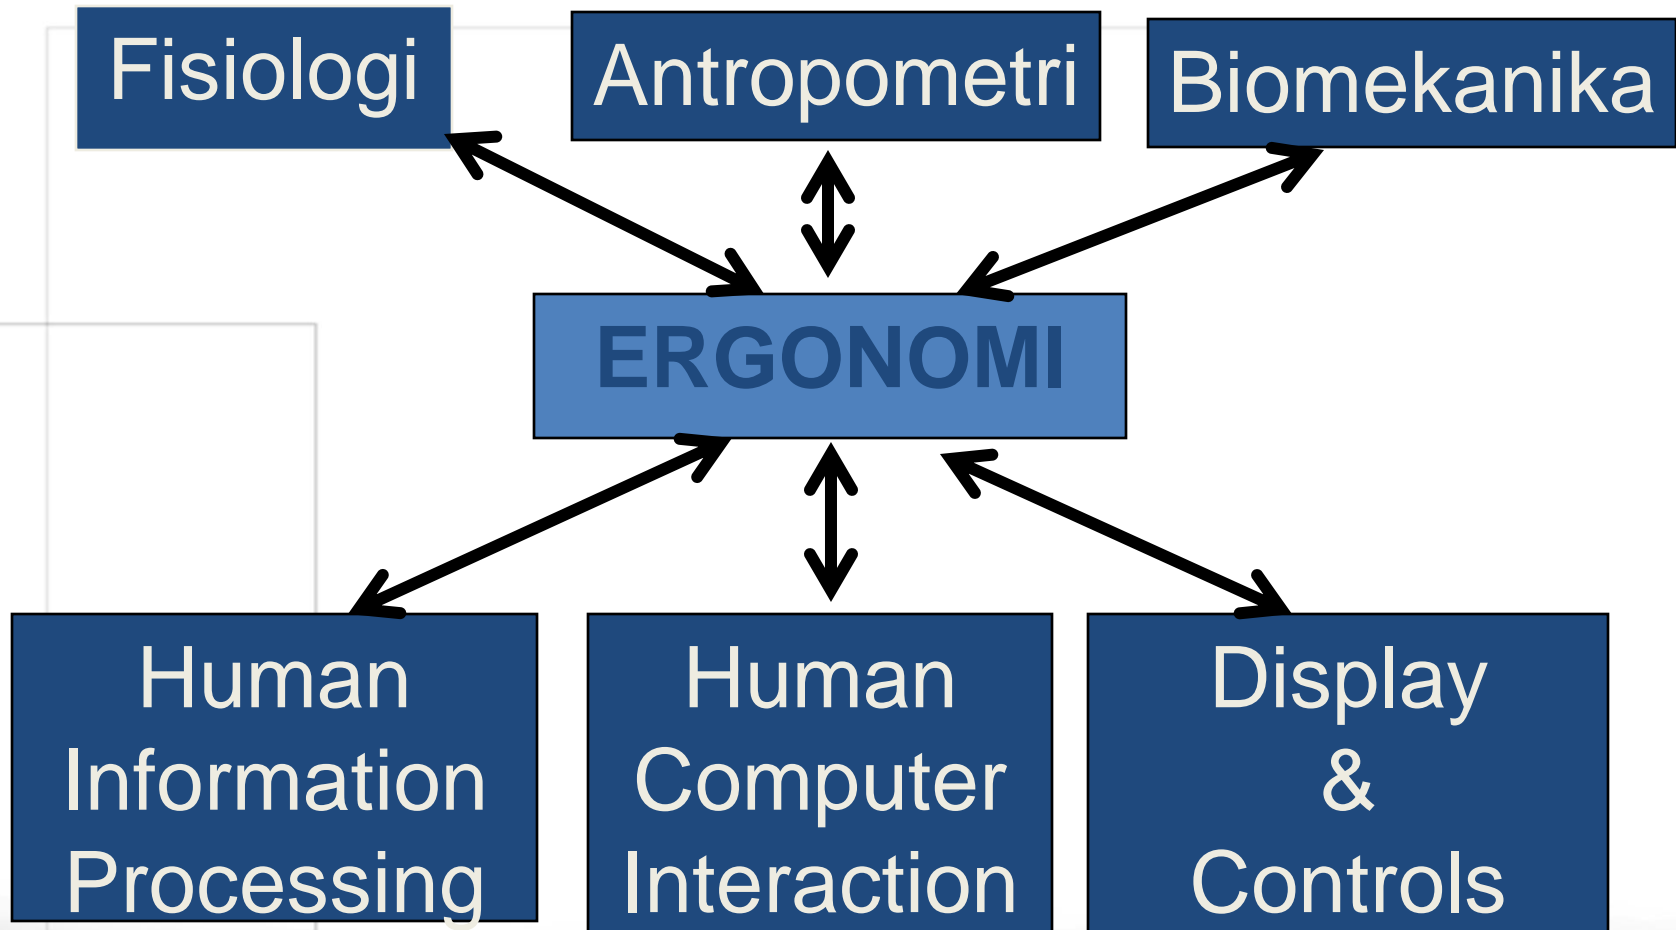 Fisiologi
Antropometri
Biomekanika
ERGONOMI
Human
Information
Processing
Human
Computer
Interaction
Display
&
Controls